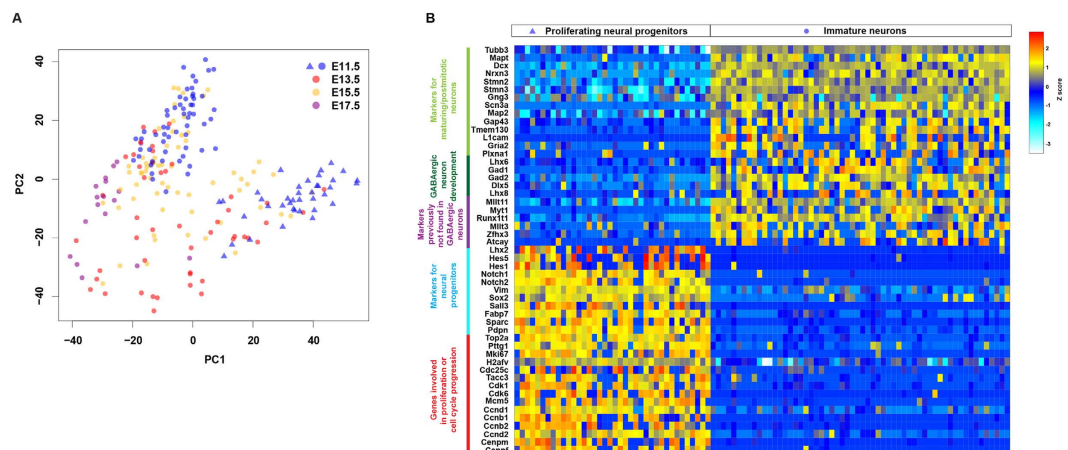 A
40
20
0
−20
−40
PC2
−40
−20
0
20
40
PC1
E11.5
E13.5
E15.5
E17.5
B
Proliferating neural progenitors
Immature neurons
Markers for
maturing/postmitotic
neurons
GABAergic
neuron
development
Markers
previously
not found in
GABAergic
neurons
Markers for
neural
progenitors
Genes involved
in proliferation or
cell cycle progression
Tubb3
Mapt
Dcx
Nrxn3
Stmn2
Stmn3
Gng3
Scn3a
Map2
Gap43
Tmem130
L1cam
Gria2
Plxna1
Lhx6
Gad1
Gad2
Dlx5
Lhx8
Mllt11
Myt1
Runx1t1
Mllt3
Zfhx3
Atcay
Lhx2
Hes5
Hes1
Notch1
Notch2
Vim
Sox2
Sall3
Fabp7
Sparc
Pdpn
Top2a
Pttg1
Mki67
H2afv
Cdc25c
Tacc3
Cdk1
Cdk6
Mcm5
Ccnd1
Ccnb1
Ccnb2
Ccnd2
Cenpm
2
1
0
-1
-2
-3
Z score